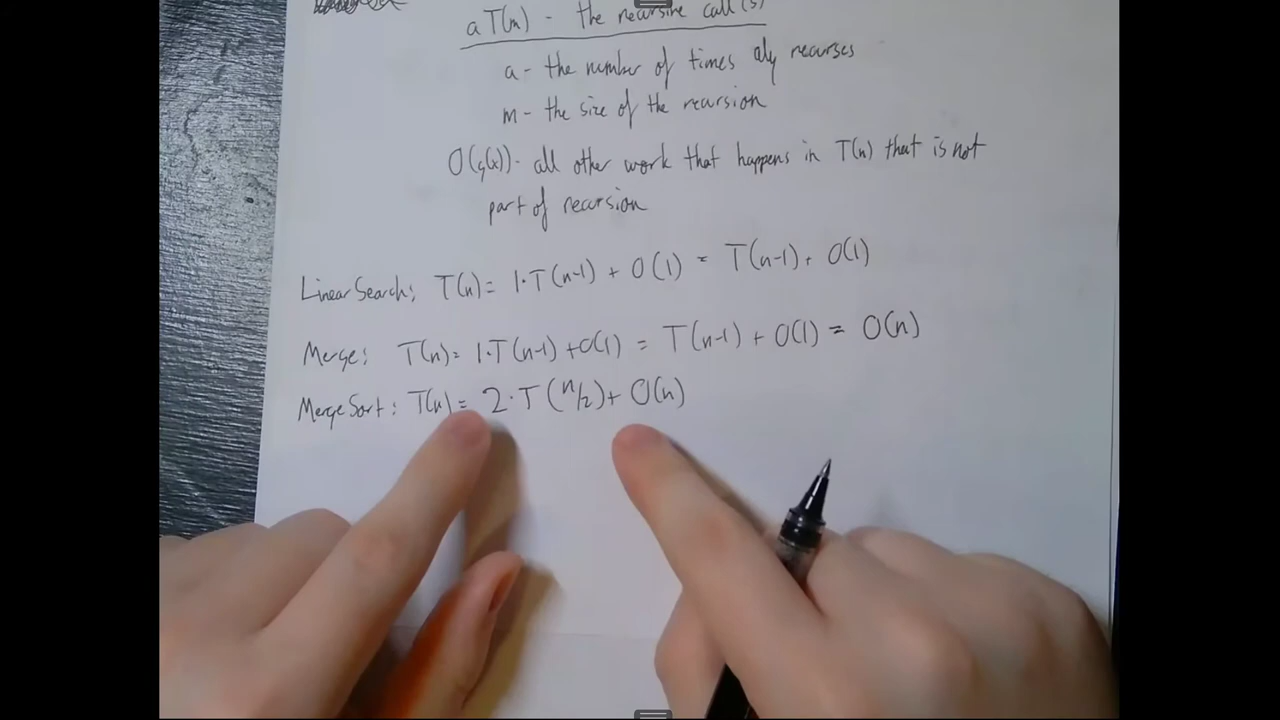 aT(m) - the recursive call(s)
a - the number of times alg recurses
m - the size of the recursion
O(g(x)) - all other work that happens in T(n) that is not
part of recursion
Linear Search: T(n) = 1·T(n-1) + O(1) = T(n-1) + O(1)
Merge: T(n) = 1·T(n-1) + O(1) = T(n-1) + O(1) = O(n)
Merge Sort: T(n) = 2·T(n/2) + O(n)